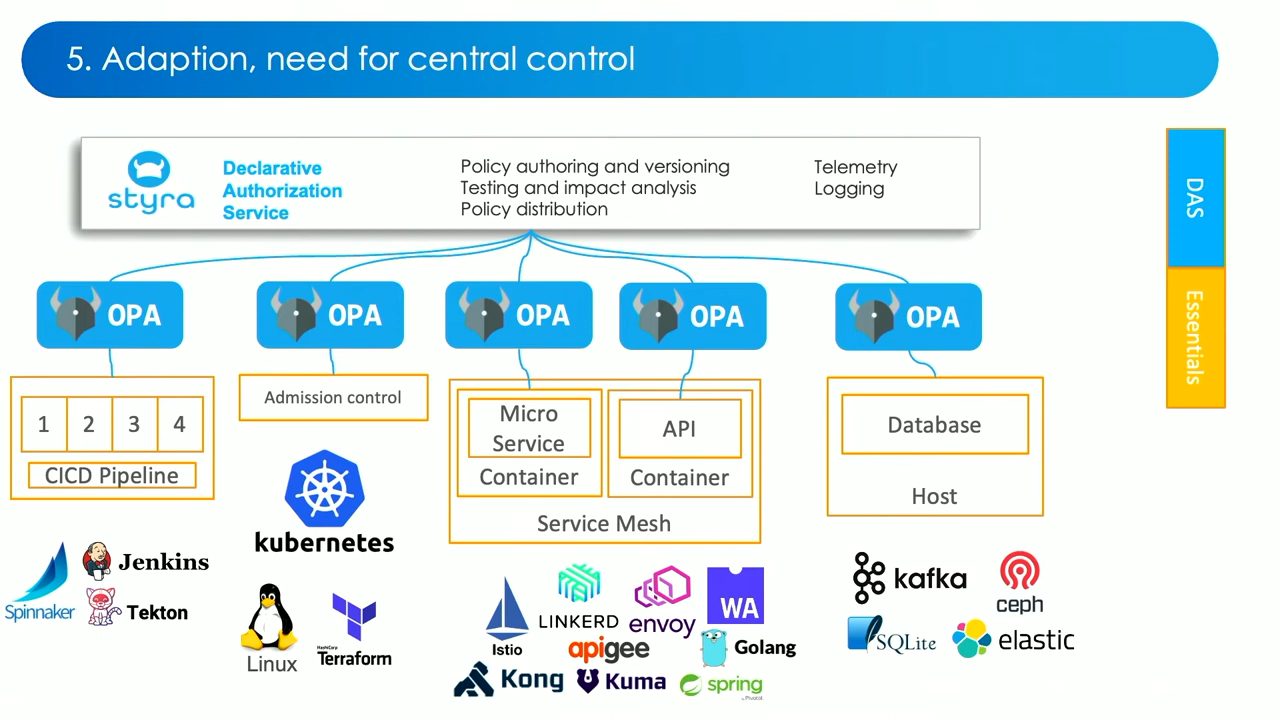 5. Adaption, need for central control
styra
Declarative
Authorization
Service
Policy authoring and versioning
Testing and impact analysis
Policy distribution
Telemetry
Logging
DAS
Essentials
OPA
OPA
OPA
OPA
OPA
1 2 3 4
CICD Pipeline
Admission control
Micro
Service
Container
API
Container
Service Mesh
Database
Host
kubernetes
Spinnaker
Jenkins
Tekton
Linux
HashiCorp
Terraform
Istio
LINKERD
envoy
WA
apigee
Golang
Kong
Kuma
spring
by Pivotal
kafka
ceph
SQLite
elastic